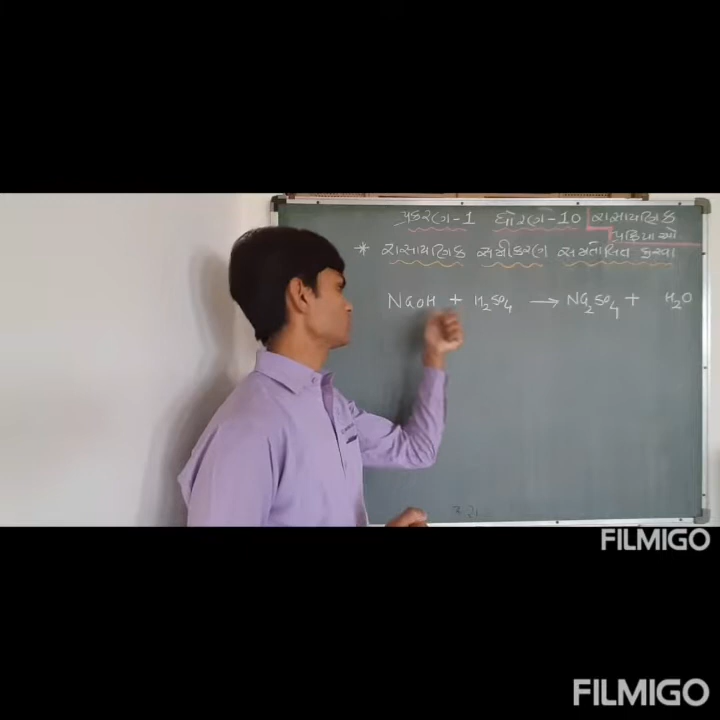 પ્રકરણ-1 ધોરણ-10 રાસાયણિક
પ્રક્રિયાઓ
* રાસાયણિક સમીકરણ સમતોલિત કરવા
NaOH + H₂SO₄ → Na₂SO₄ + H₂O
FILMIGO
FILMIGO